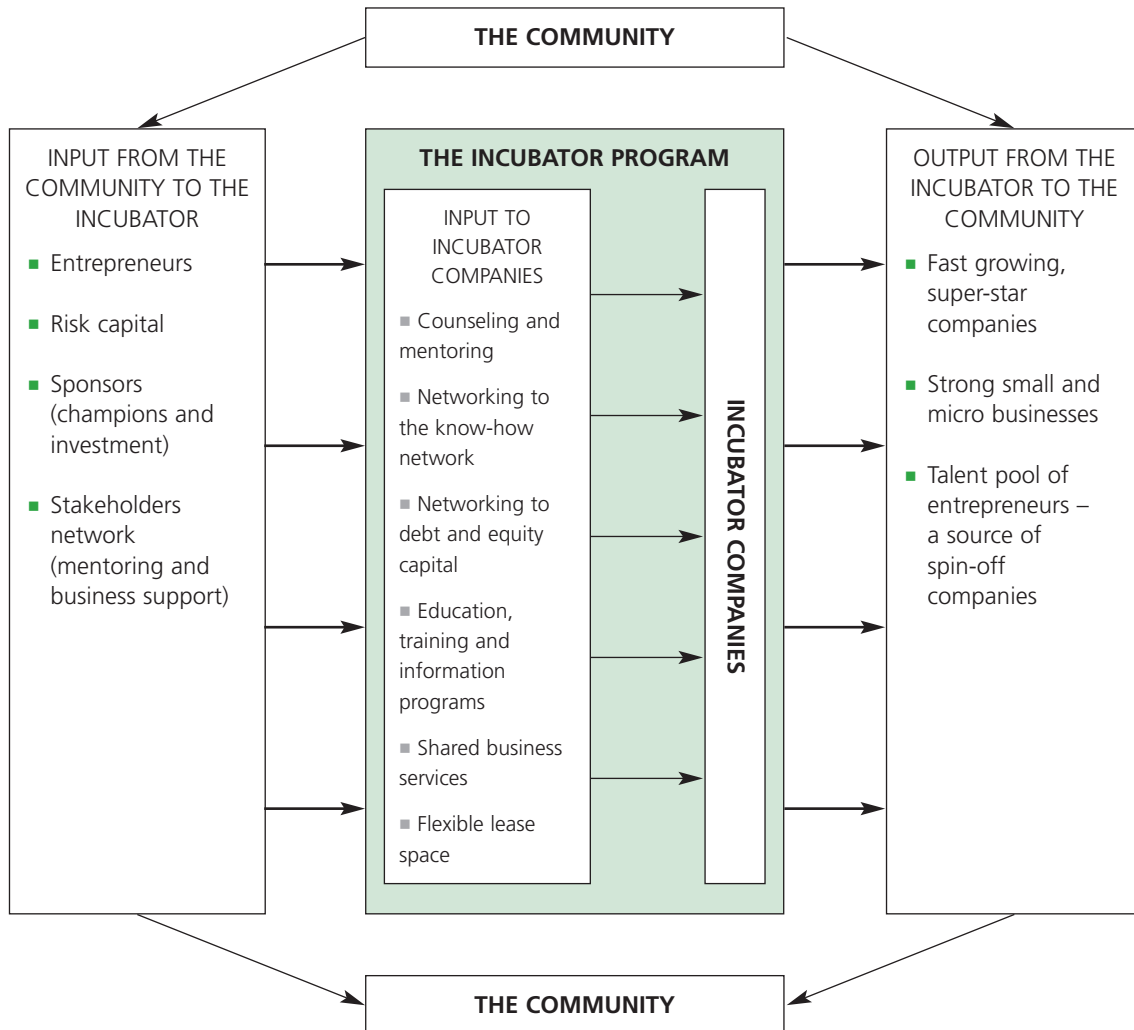 THE COMMUNITY
INPUT FROM THE
COMMUNITY TO THE
INCUBATOR
■ Entrepreneurs
■ Risk capital
■ Sponsors
(champions and
investment)
■ Stakeholders
network
(mentoring and
business support)
THE INCUBATOR PROGRAM
INPUT TO
INCUBATOR
COMPANIES
■ Counseling and
mentoring
■ Networking to
the know-how
network
■ Networking to
debt and equity
capital
■ Education,
training and
information
programs
■ Shared business
services
■ Flexible lease
space
INCUBATOR COMPANIES
OUTPUT FROM THE
INCUBATOR TO THE
COMMUNITY
■ Fast growing,
super-star
companies
■ Strong small and
micro businesses
■ Talent pool of
entrepreneurs –
a source of
spin-off
companies
THE COMMUNITY